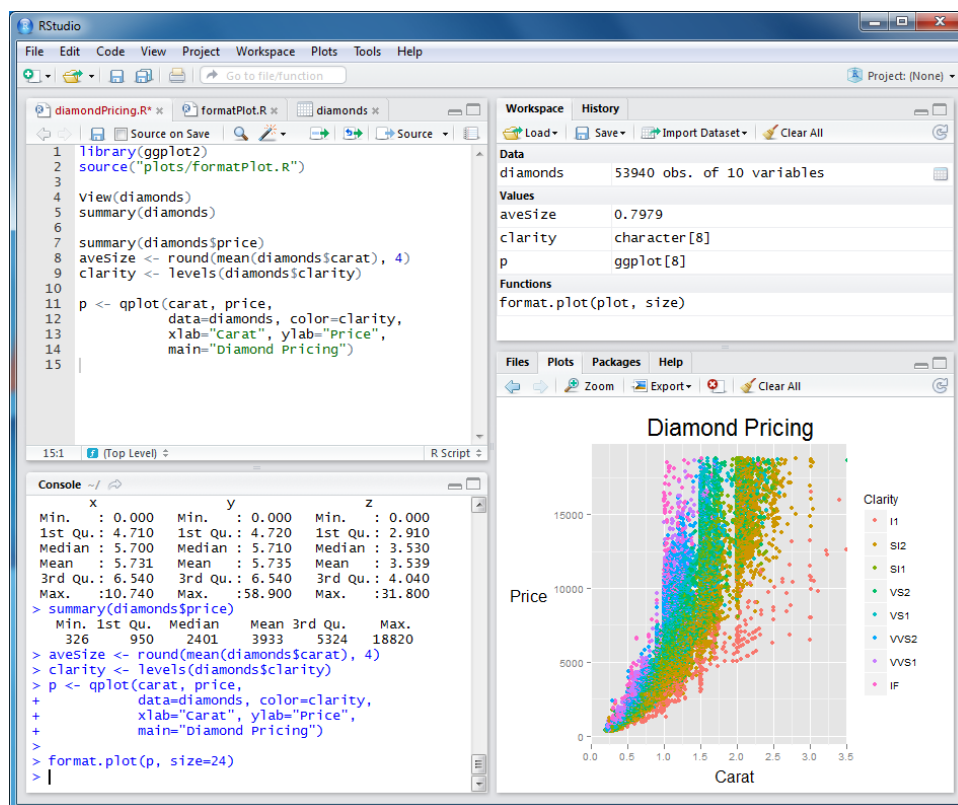 RStudio
File Edit Code View Project Workspace Plots Tools Help
Go to file/function
Project: (None)
diamondPricing.R*
formatPlot.R
diamonds
Source on Save
Source
1 library(ggplot2)
2 source("plots/formatPlot.R")
3
4 View(diamonds)
5 summary(diamonds)
6
7 summary(diamonds$price)
8 aveSize <- round(mean(diamonds$carat), 4)
9 clarity <- levels(diamonds$clarity)
10
11 p <- qplot(carat, price,
12 data=diamonds, color=clarity,
13 xlab="Carat", ylab="Price",
14 main="Diamond Pricing")
15
15:1 (Top Level) R Script
Console ~/
x y z
Min. : 0.000 Min. : 0.000 Min. : 0.000
1st Qu.: 4.710 1st Qu.: 4.720 1st Qu.: 2.910
Median : 5.700 Median : 5.710 Median : 3.530
Mean : 5.731 Mean : 5.735 Mean : 3.539
3rd Qu.: 6.540 3rd Qu.: 6.540 3rd Qu.: 4.040
Max. :10.740 Max. :58.900 Max. :31.800
> summary(diamonds$price)
Min. 1st Qu. Median Mean 3rd Qu. Max.
326 950 2401 3933 5324 18820
> aveSize <- round(mean(diamonds$carat), 4)
> clarity <- levels(diamonds$clarity)
> p <- qplot(carat, price,
+ data=diamonds, color=clarity,
+ xlab="Carat", ylab="Price",
+ main="Diamond Pricing")
>
> format.plot(p, size=24)
>
Workspace History
Load Save Import Dataset Clear All
Data
diamonds 53940 obs. of 10 variables
Values
aveSize 0.7979
clarity character[8]
p ggplot[8]
Functions
format.plot(plot, size)
Files Plots Packages Help
Zoom Export Clear All
Diamond Pricing
Price
15000
10000
5000
0
0.0 0.5 1.0 1.5 2.0 2.5 3.0 3.5
Carat
Clarity
I1
SI2
SI1
VS2
VS1
VVS2
VVS1
IF